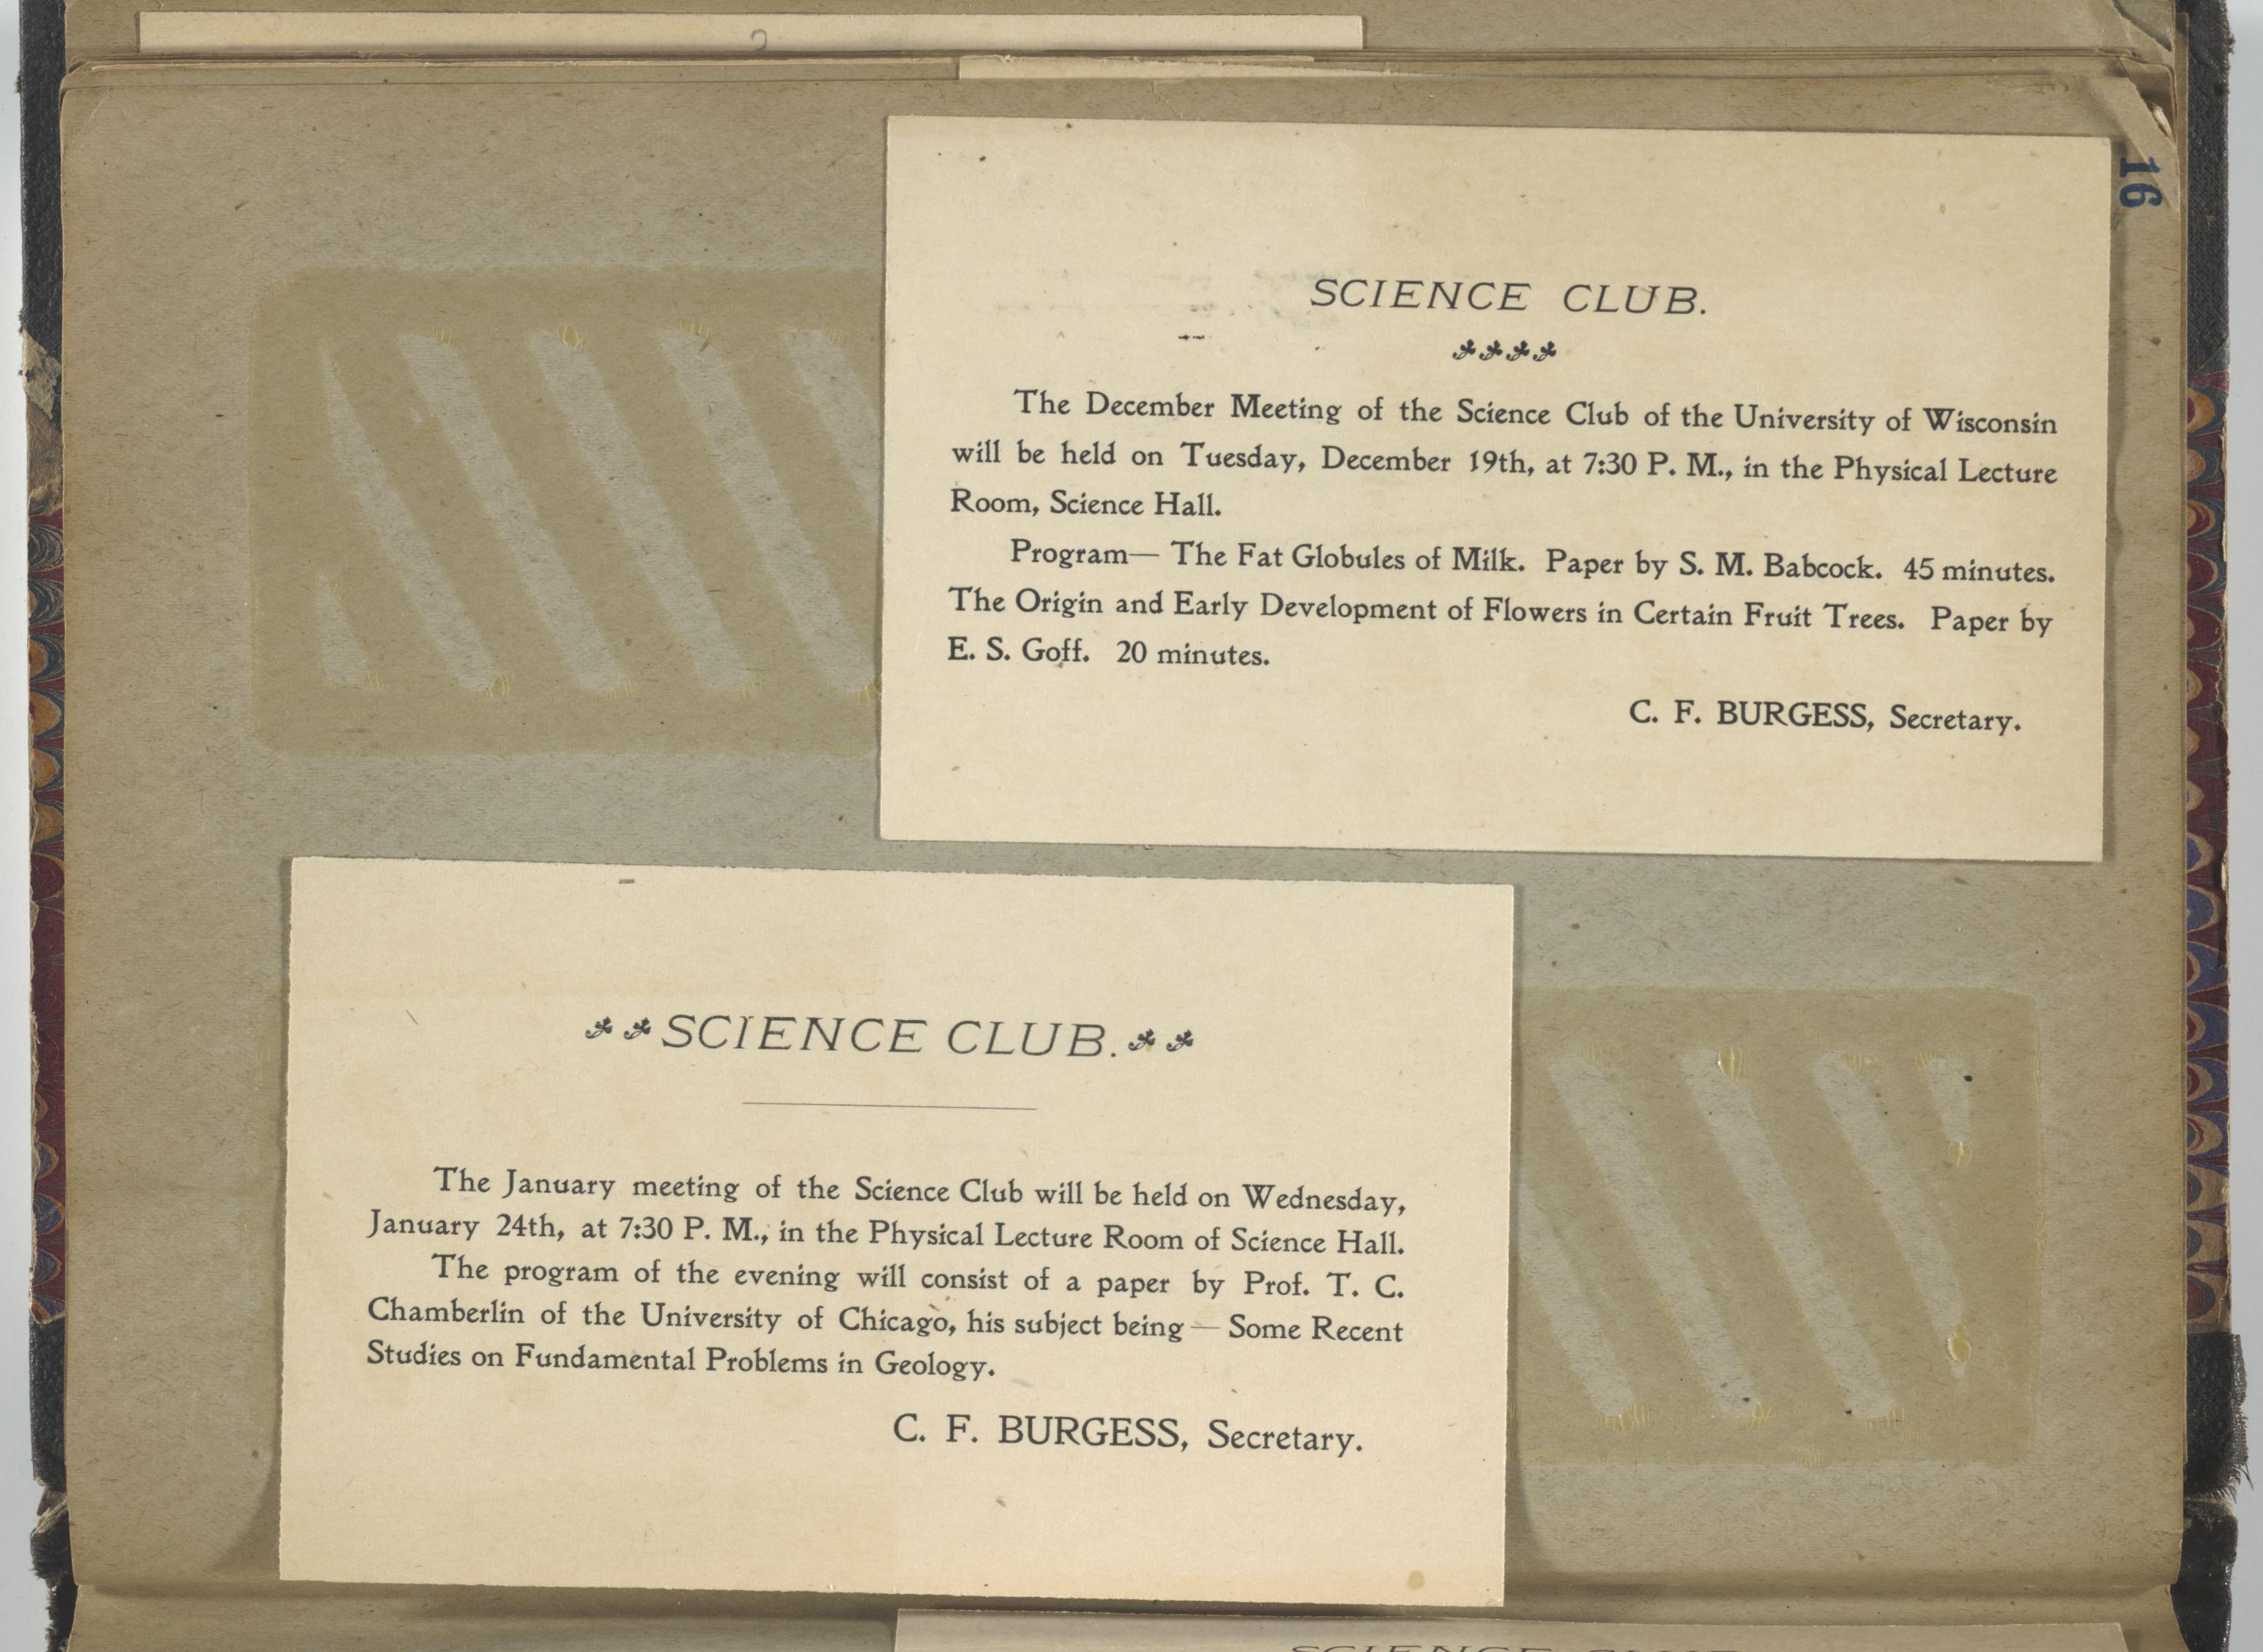 16
SCIENCE CLUB.
The December Meeting of the Science Club of the University of Wisconsin
will be held on Tuesday, December 19th, at 7:30 P. M., in the Physical Lecture
Room, Science Hall.
Program— The Fat Globules of Milk. Paper by S. M. Babcock. 45 minutes.
The Origin and Early Development of Flowers in Certain Fruit Trees. Paper by
E. S. Goff. 20 minutes.
C. F. BURGESS, Secretary.
SCIENCE CLUB.
The January meeting of the Science Club will be held on Wednesday,
January 24th, at 7:30 P. M., in the Physical Lecture Room of Science Hall.
The program of the evening will consist of a paper by Prof. T. C.
Chamberlin of the University of Chicago, his subject being — Some Recent
Studies on Fundamental Problems in Geology.
C. F. BURGESS, Secretary.
SCIENCE CLUB